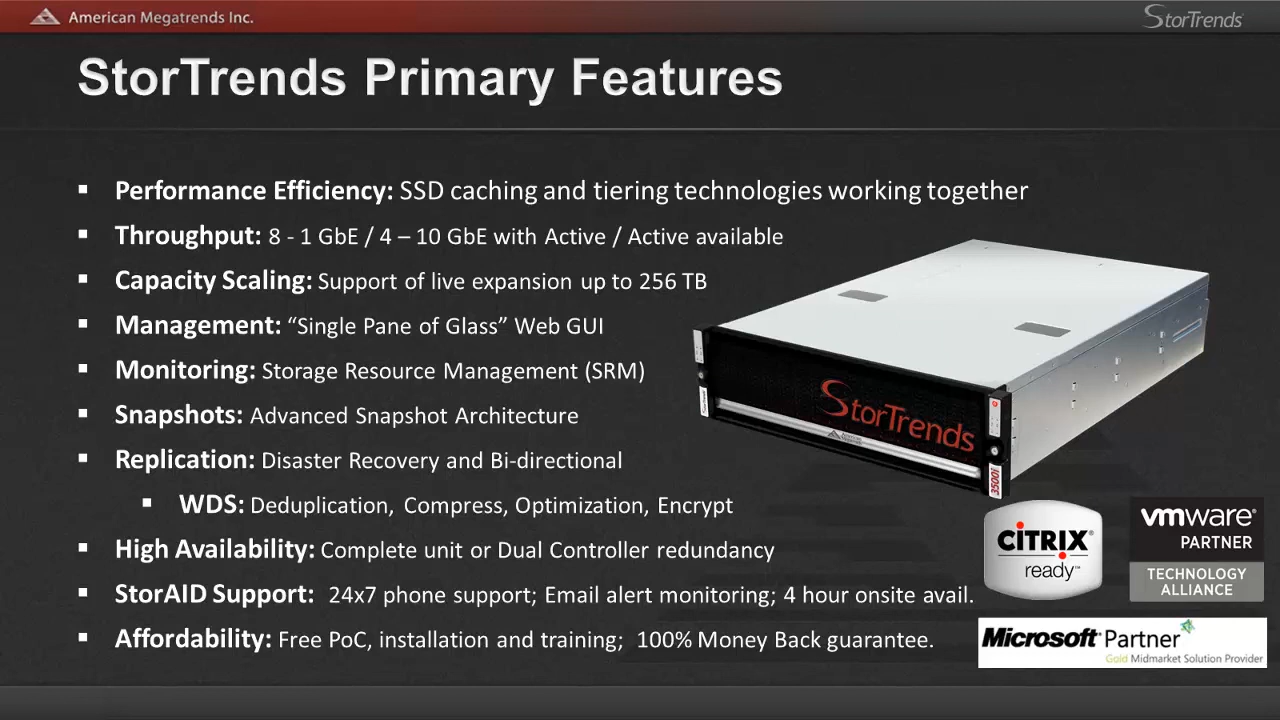 American Megatrends Inc.
StorTrends
StorTrends Primary Features
▪ Performance Efficiency: SSD caching and tiering technologies working together
▪ Throughput: 8 - 1 GbE / 4 – 10 GbE with Active / Active available
▪ Capacity Scaling: Support of live expansion up to 256 TB
▪ Management: “Single Pane of Glass” Web GUI
▪ Monitoring: Storage Resource Management (SRM)
▪ Snapshots: Advanced Snapshot Architecture
▪ Replication: Disaster Recovery and Bi-directional
▪ WDS: Deduplication, Compress, Optimization, Encrypt
▪ High Availability: Complete unit or Dual Controller redundancy
▪ StorAID Support: 24x7 phone support; Email alert monitoring; 4 hour onsite avail.
▪ Affordability: Free PoC, installation and training; 100% Money Back guarantee.
StorTrends
3500i
CITRIX®
ready™
vmware®
PARTNER
TECHNOLOGY
ALLIANCE
Microsoft® Partner
Gold Midmarket Solution Provider